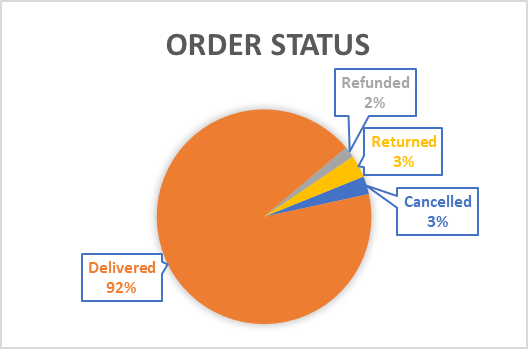 ORDER STATUS
Refunded
2%
Returned
3%
Cancelled
3%
Delivered
92%